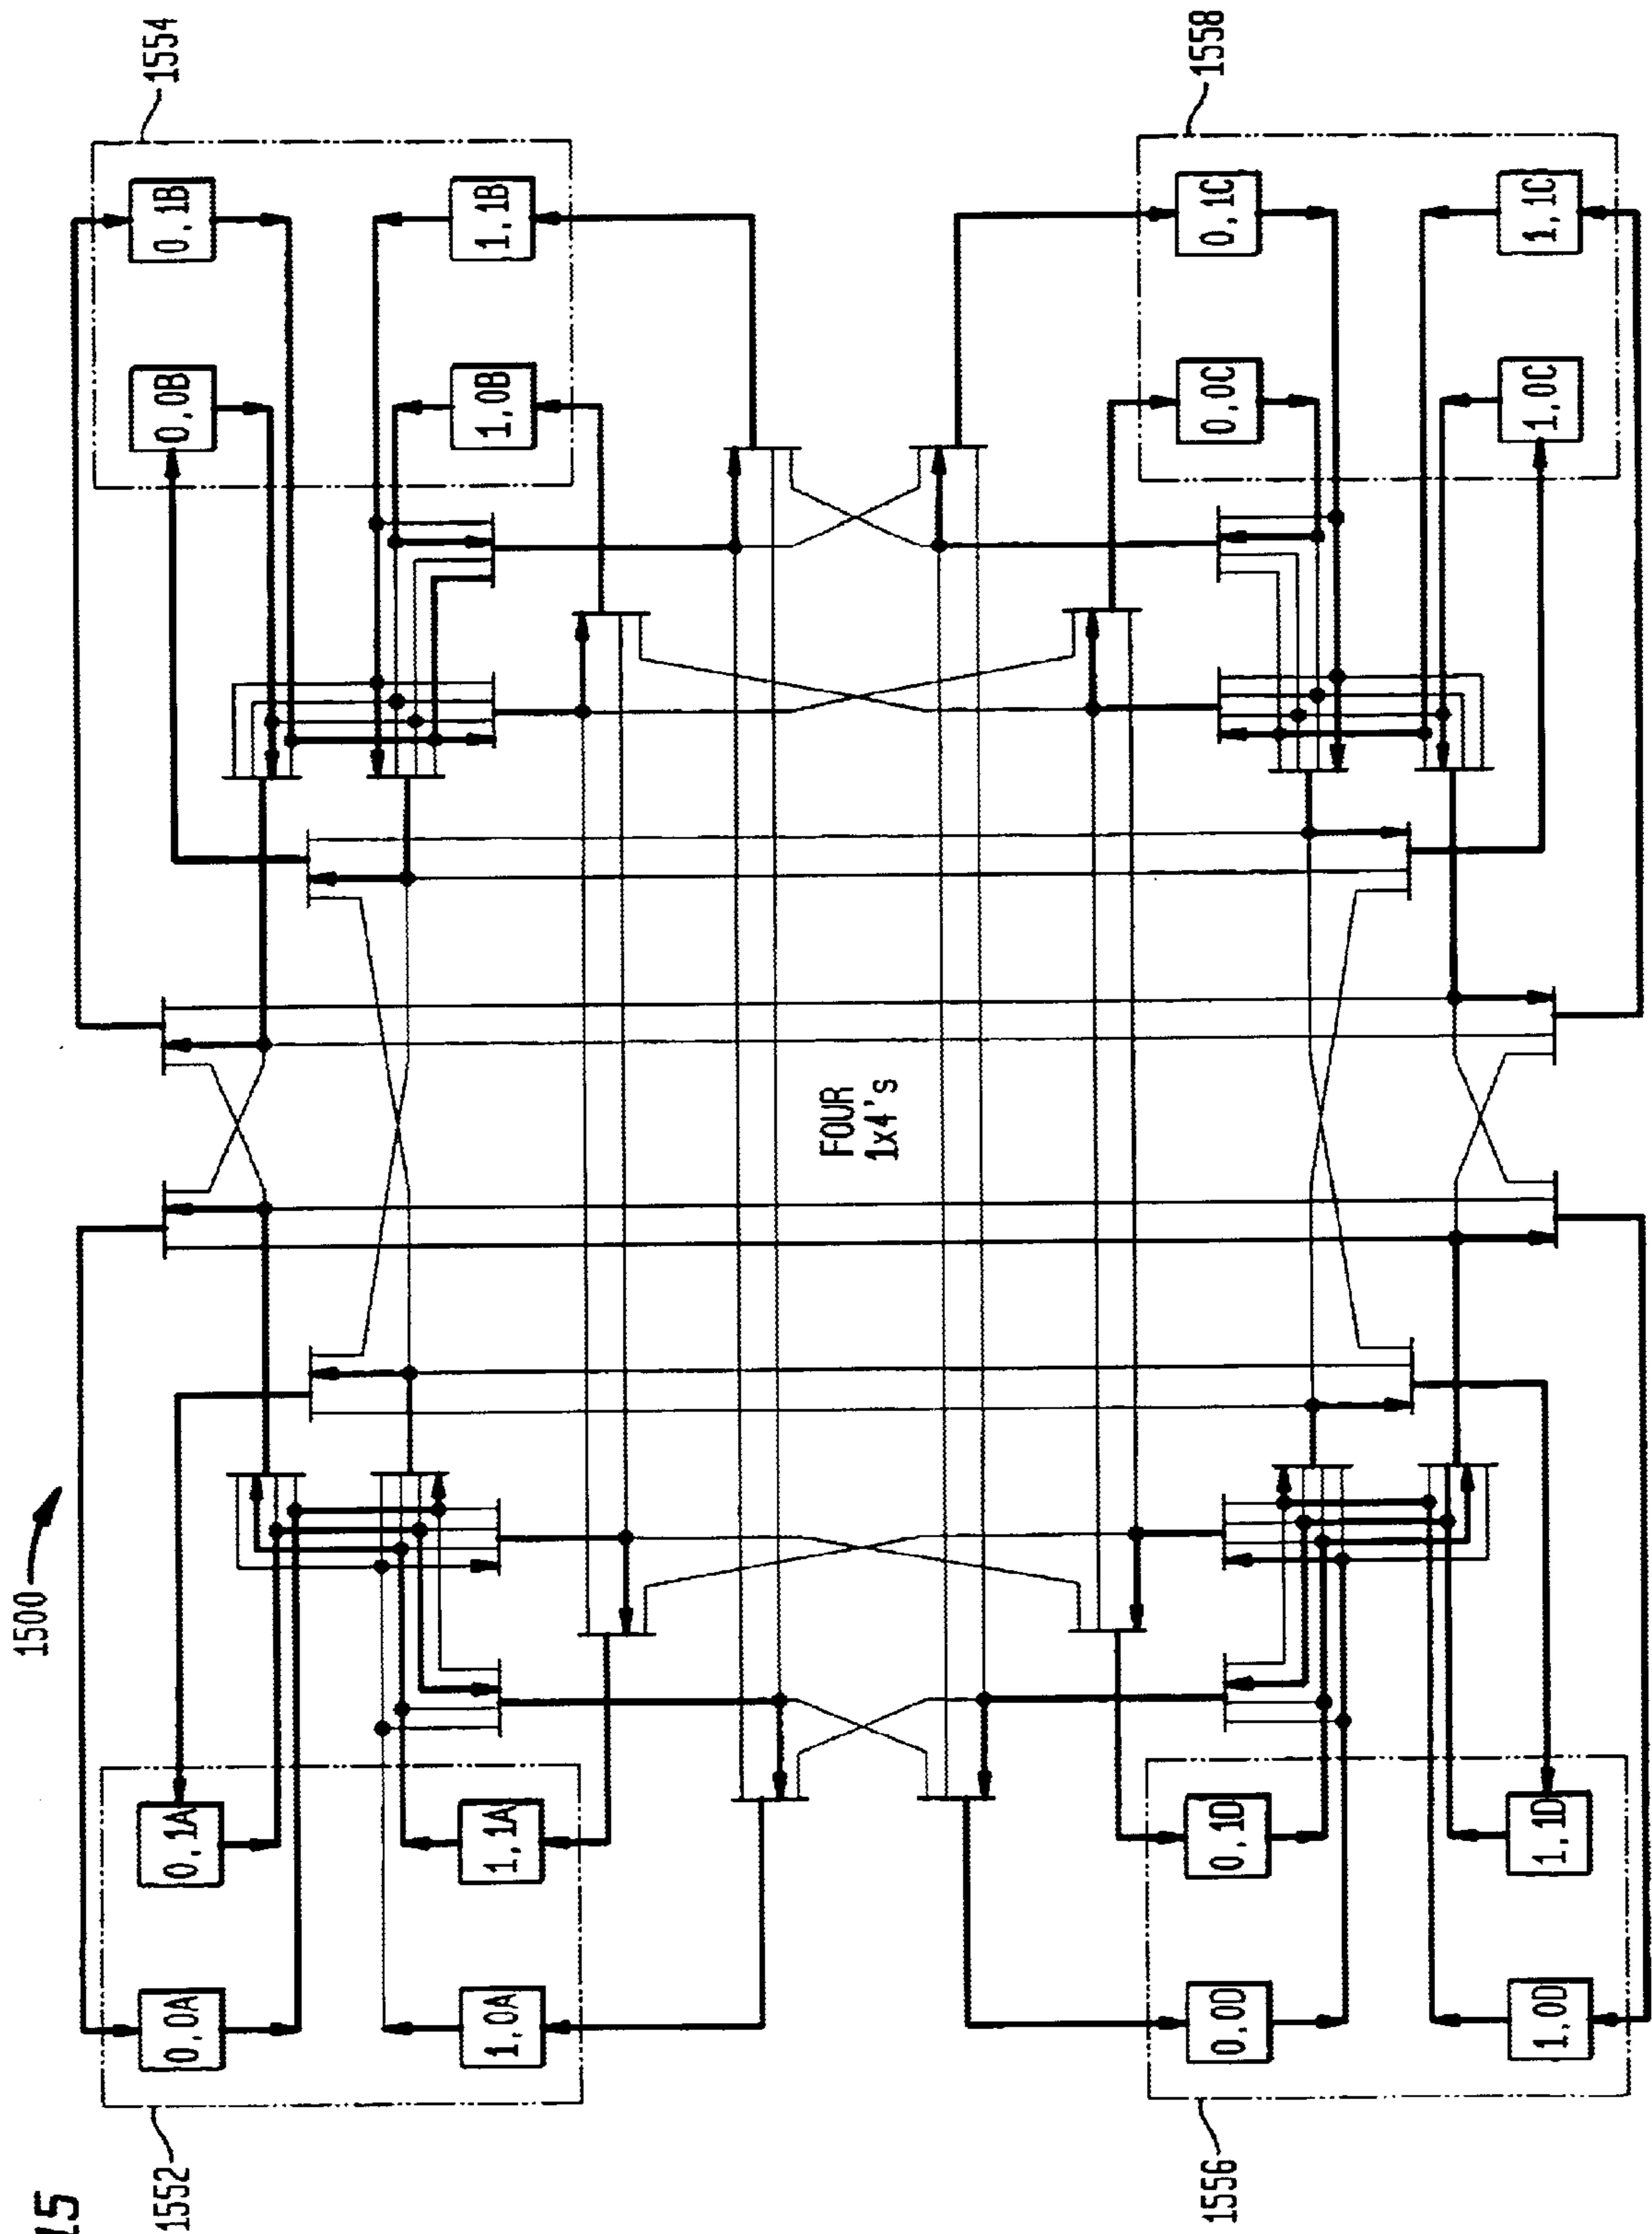 15
1500
1552
1554
0,0A
0,1A
0,0B
0,1B
1,0A
1,1A
1,0B
1,1B
FOUR
1x4's
1556
1558
0,0D
0,1D
0,0C
0,1C
1,0D
1,1D
1,0C
1,1C